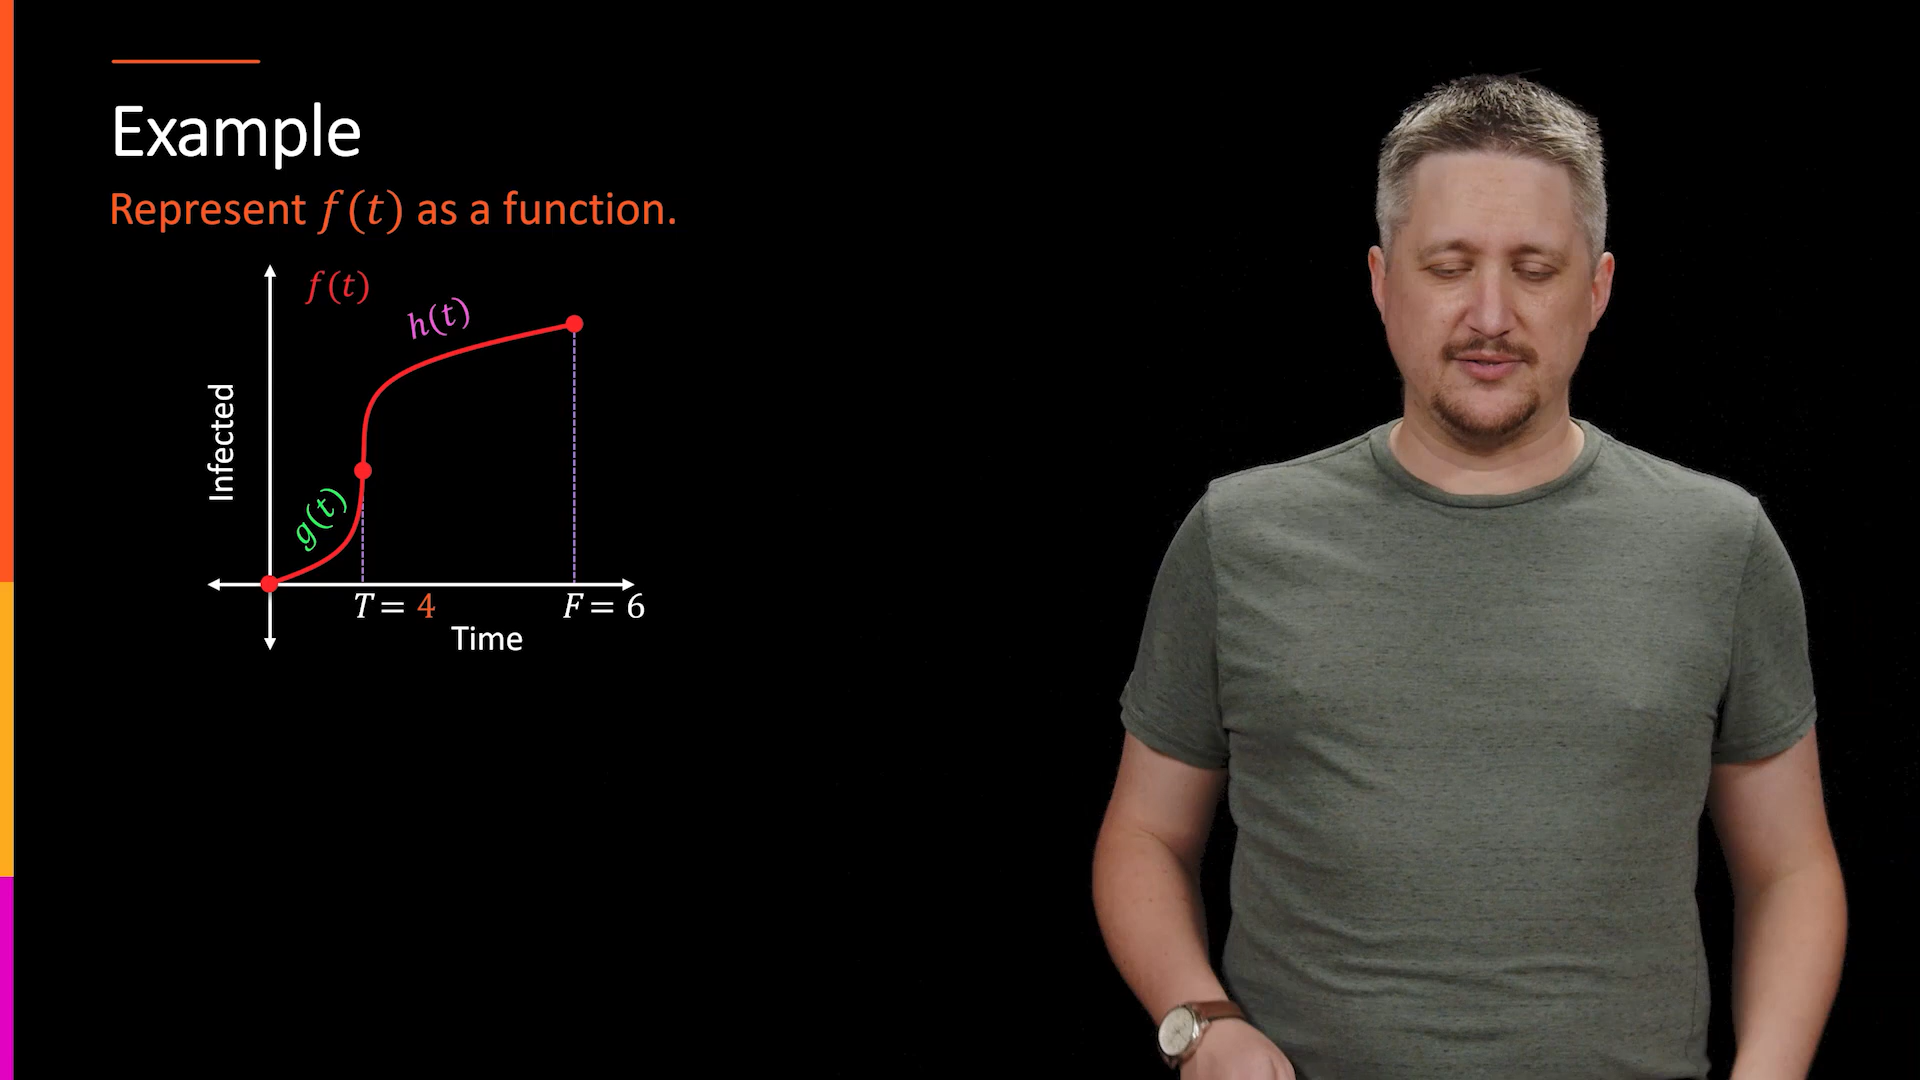 Example
Represent f(t) as a function.
f(t)
h(t)
Infected
g(t)
T = 4
F = 6
Time